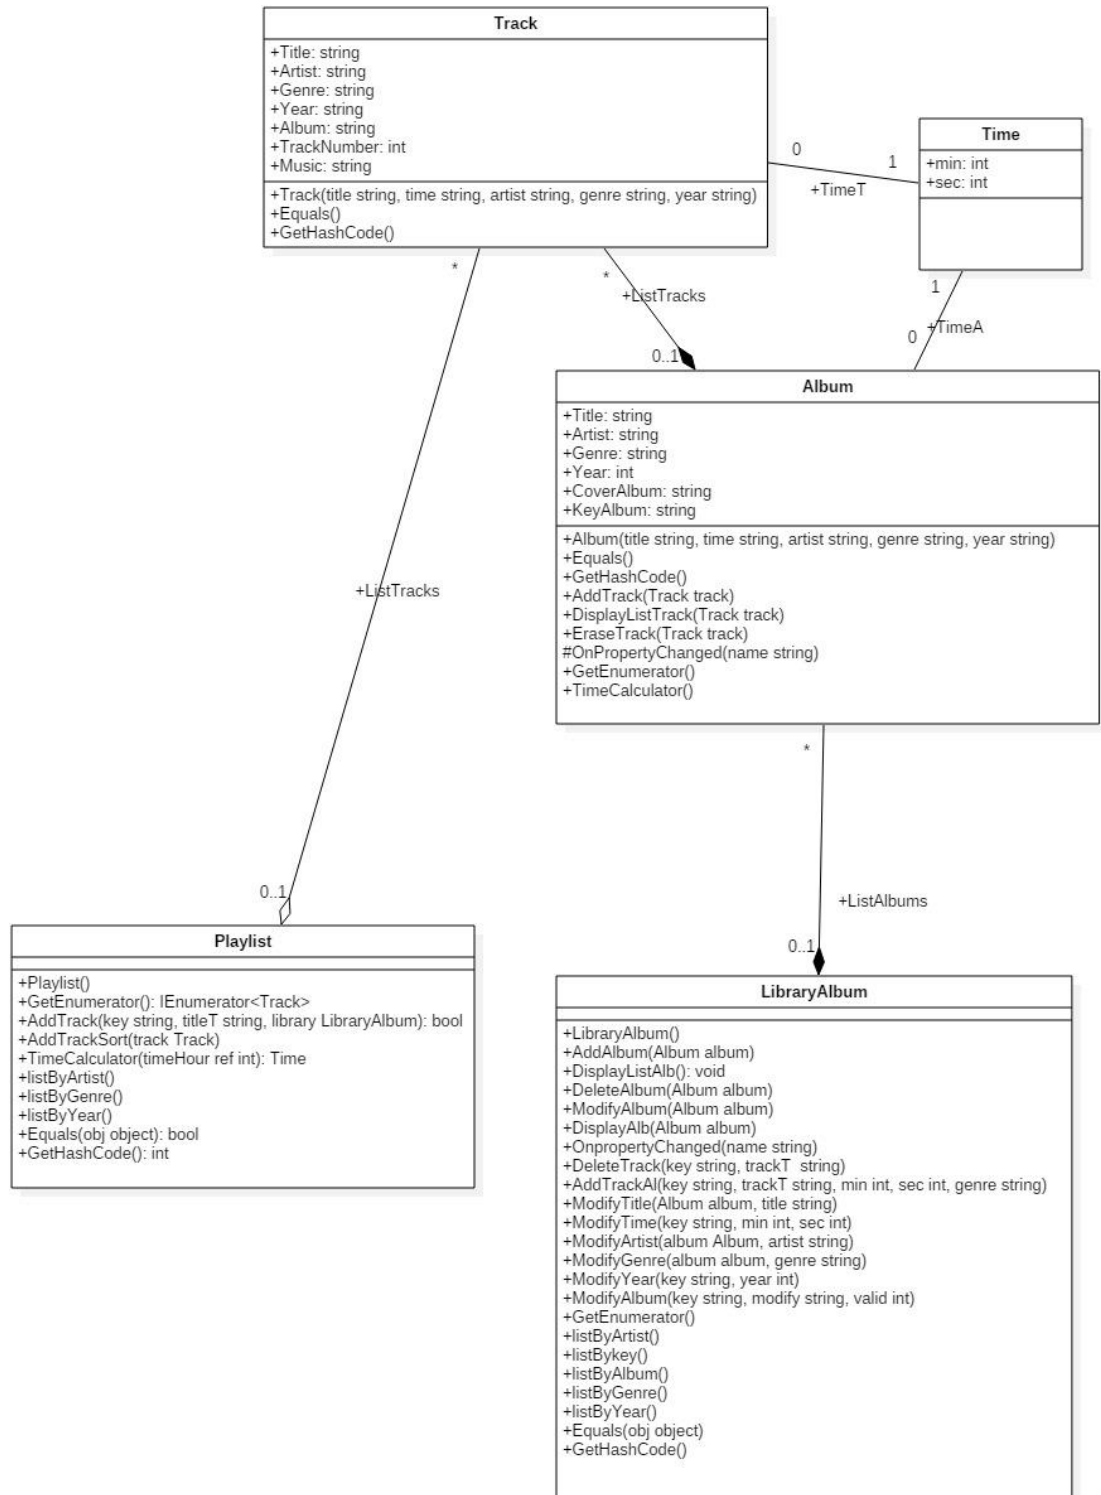 Track
+Title: string
+Artist: string
+Genre: string
+Year: string
+Album: string
+TrackNumber: int
+Music: string
+Track(title string, time string, artist string, genre string, year string)
+Equals()
+GetHashCode()
0
1
+TimeT
Time
+min: int
+sec: int
*
*
+ListTracks
0..1
1
+TimeA
0
Album
+Title: string
+Artist: string
+Genre: string
+Year: int
+CoverAlbum: string
+KeyAlbum: string
+Album(title string, time string, artist string, genre string, year string)
+Equals()
+GetHashCode()
+AddTrack(Track track)
+DisplayListTrack(Track track)
+EraseTrack(Track track)
#OnPropertyChanged(name string)
+GetEnumerator()
+TimeCalculator()
+ListTracks
*
0..1
+ListAlbums
0..1
Playlist
+Playlist()
+GetEnumerator(): IEnumerator<Track>
+AddTrack(key string, titleT string, library LibraryAlbum): bool
+AddTrackSort(track Track)
+TimeCalculator(timeHour ref int): Time
+listByArtist()
+listByGenre()
+listByYear()
+Equals(obj object): bool
+GetHashCode(): int
LibraryAlbum
+LibraryAlbum()
+AddAlbum(Album album)
+DisplayListAlb(): void
+DeleteAlbum(Album album)
+ModifyAlbum(Album album)
+DisplayAlb(Album album)
+OnpropertyChanged(name string)
+DeleteTrack(key string, trackT  string)
+AddTrackAl(key string, trackT string, min int, sec int, genre string)
+ModifyTitle(Album album, title string)
+ModifyTime(key string, min int, sec int)
+ModifyArtist(album Album, artist string)
+ModifyGenre(album album, genre string)
+ModifyYear(key string, year int)
+ModifyAlbum(key string, modify string, valid int)
+GetEnumerator()
+listByArtist()
+listBykey()
+listByAlbum()
+listByGenre()
+listByYear()
+Equals(obj object)
+GetHashCode()